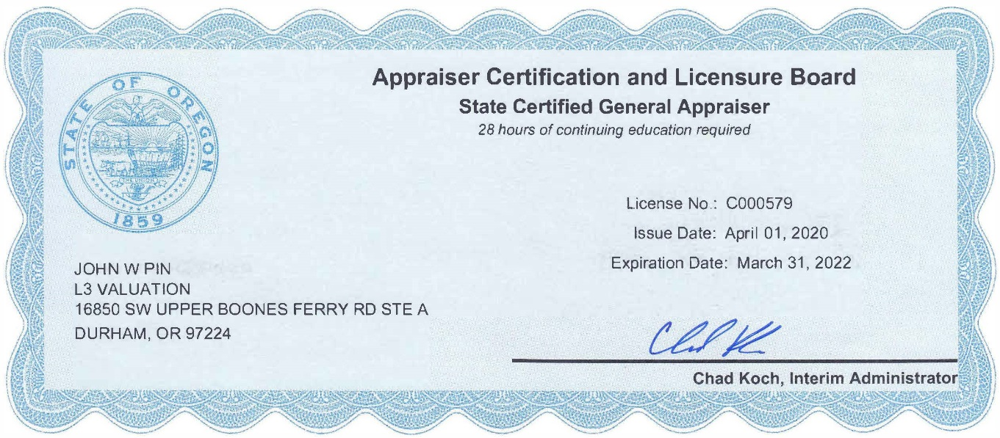 STATE OF OREGON
THE UNION
1859
Appraiser Certification and Licensure Board
State Certified General Appraiser
28 hours of continuing education required
License No.: C000579
Issue Date: April 01, 2020
Expiration Date: March 31, 2022
JOHN W PIN
L3 VALUATION
16850 SW UPPER BOONES FERRY RD STE A
DURHAM, OR 97224
Chad Koch
Chad Koch, Interim Administrator